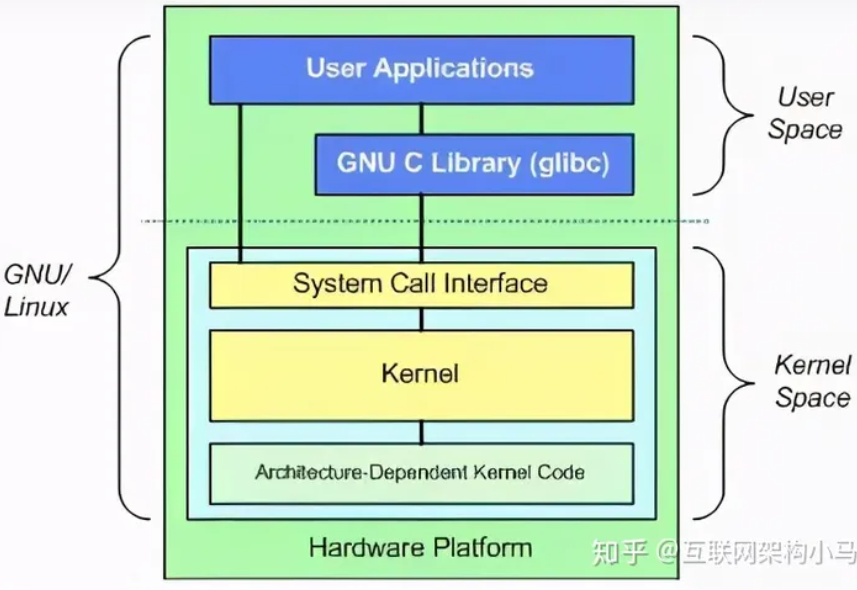 User Applications
GNU C Library (glibc)
User
Space
GNU/
Linux
System Call Interface
Kernel
Architecture-Dependent Kernel Code
Kernel
Space
Hardware Platform
知乎 @互联网架构小马